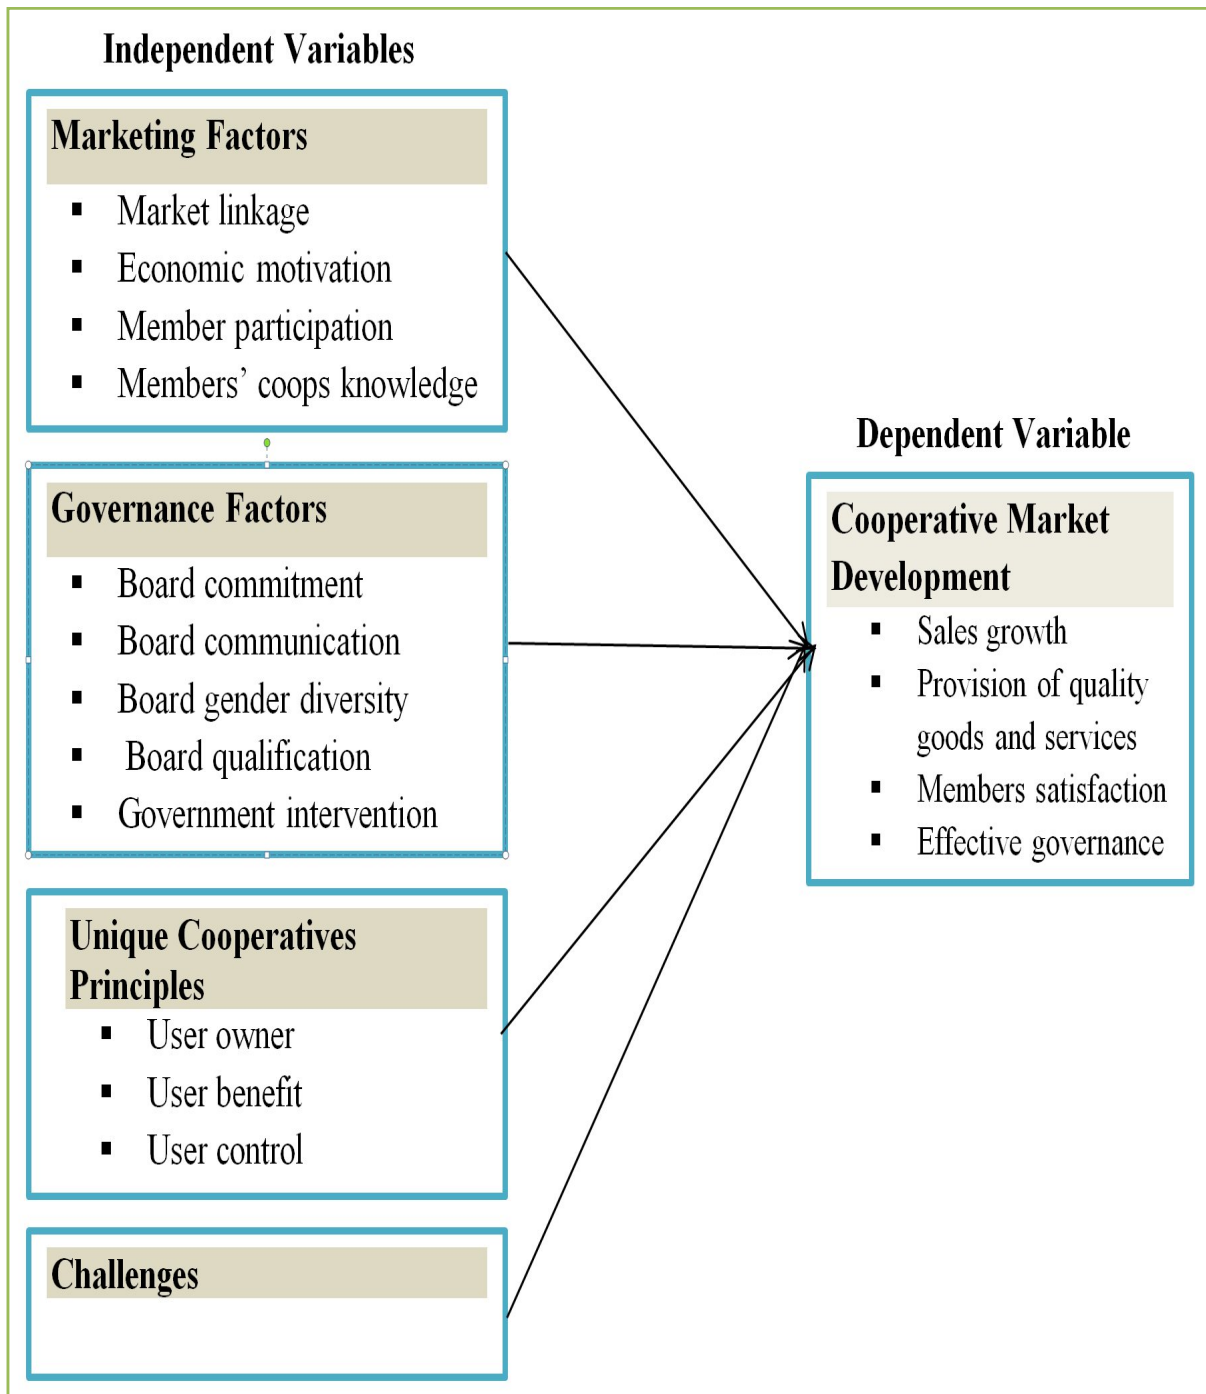 Independent Variables
Marketing Factors
▪ Market linkage
▪ Economic motivation
▪ Member participation
▪ Members’ coops knowledge
Governance Factors
▪ Board commitment
▪ Board communication
▪ Board gender diversity
▪ Board qualification
▪ Government intervention
Unique Cooperatives
Principles
▪ User owner
▪ User benefit
▪ User control
Challenges
Dependent Variable
Cooperative Market
Development
▪ Sales growth
▪ Provision of quality
goods and services
▪ Members satisfaction
▪ Effective governance